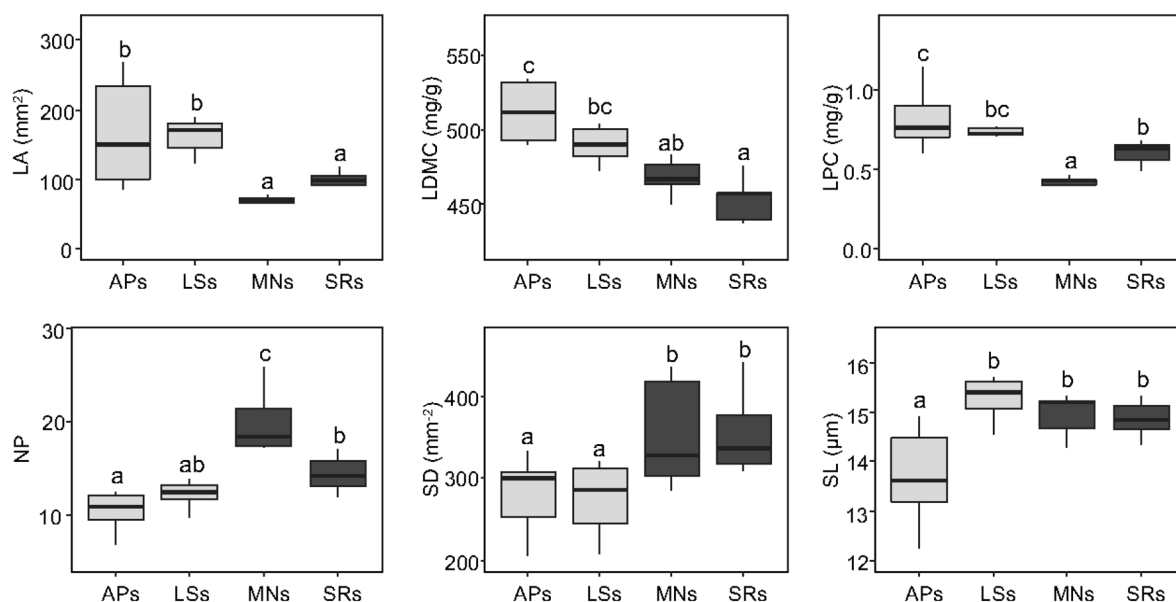 LA (mm²)
300
200
100
0
b
b
a
a
APs
LSs
MNs
SRs
LDMC (mg/g)
550
500
450
c
bc
ab
a
APs
LSs
MNs
SRs
LPC (mg/g)
1.0
0.5
0.0
c
bc
a
b
APs
LSs
MNs
SRs
NP
30
20
10
a
ab
c
b
APs
LSs
MNs
SRs
SD (mm⁻²)
400
300
200
a
a
b
b
APs
LSs
MNs
SRs
SL (µm)
16
15
14
13
12
a
b
b
b
APs
LSs
MNs
SRs